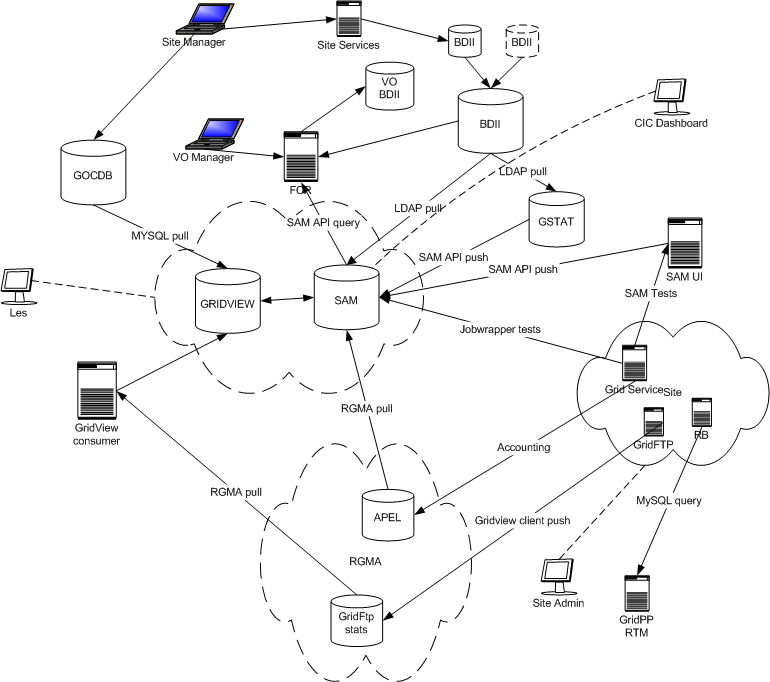 Site Manager
Site Services
BDII
BDII
VO
BDII
BDII
CIC Dashboard
VO Manager
FCR
GOCDB
LDAP pull
LDAP pull
GSTAT
SAM API query
MYSQL pull
SAM API push
SAM API push
SAM UI
SAM Tests
Les
GRIDVIEW
SAM
Jobwrapper tests
Grid Service
Site
GridView
consumer
RGMA pull
GridFTP
RB
Accounting
RGMA pull
MySQL query
APEL
Gridview client push
RGMA
Site Admin
GridPP
RTM
GridFtp
stats